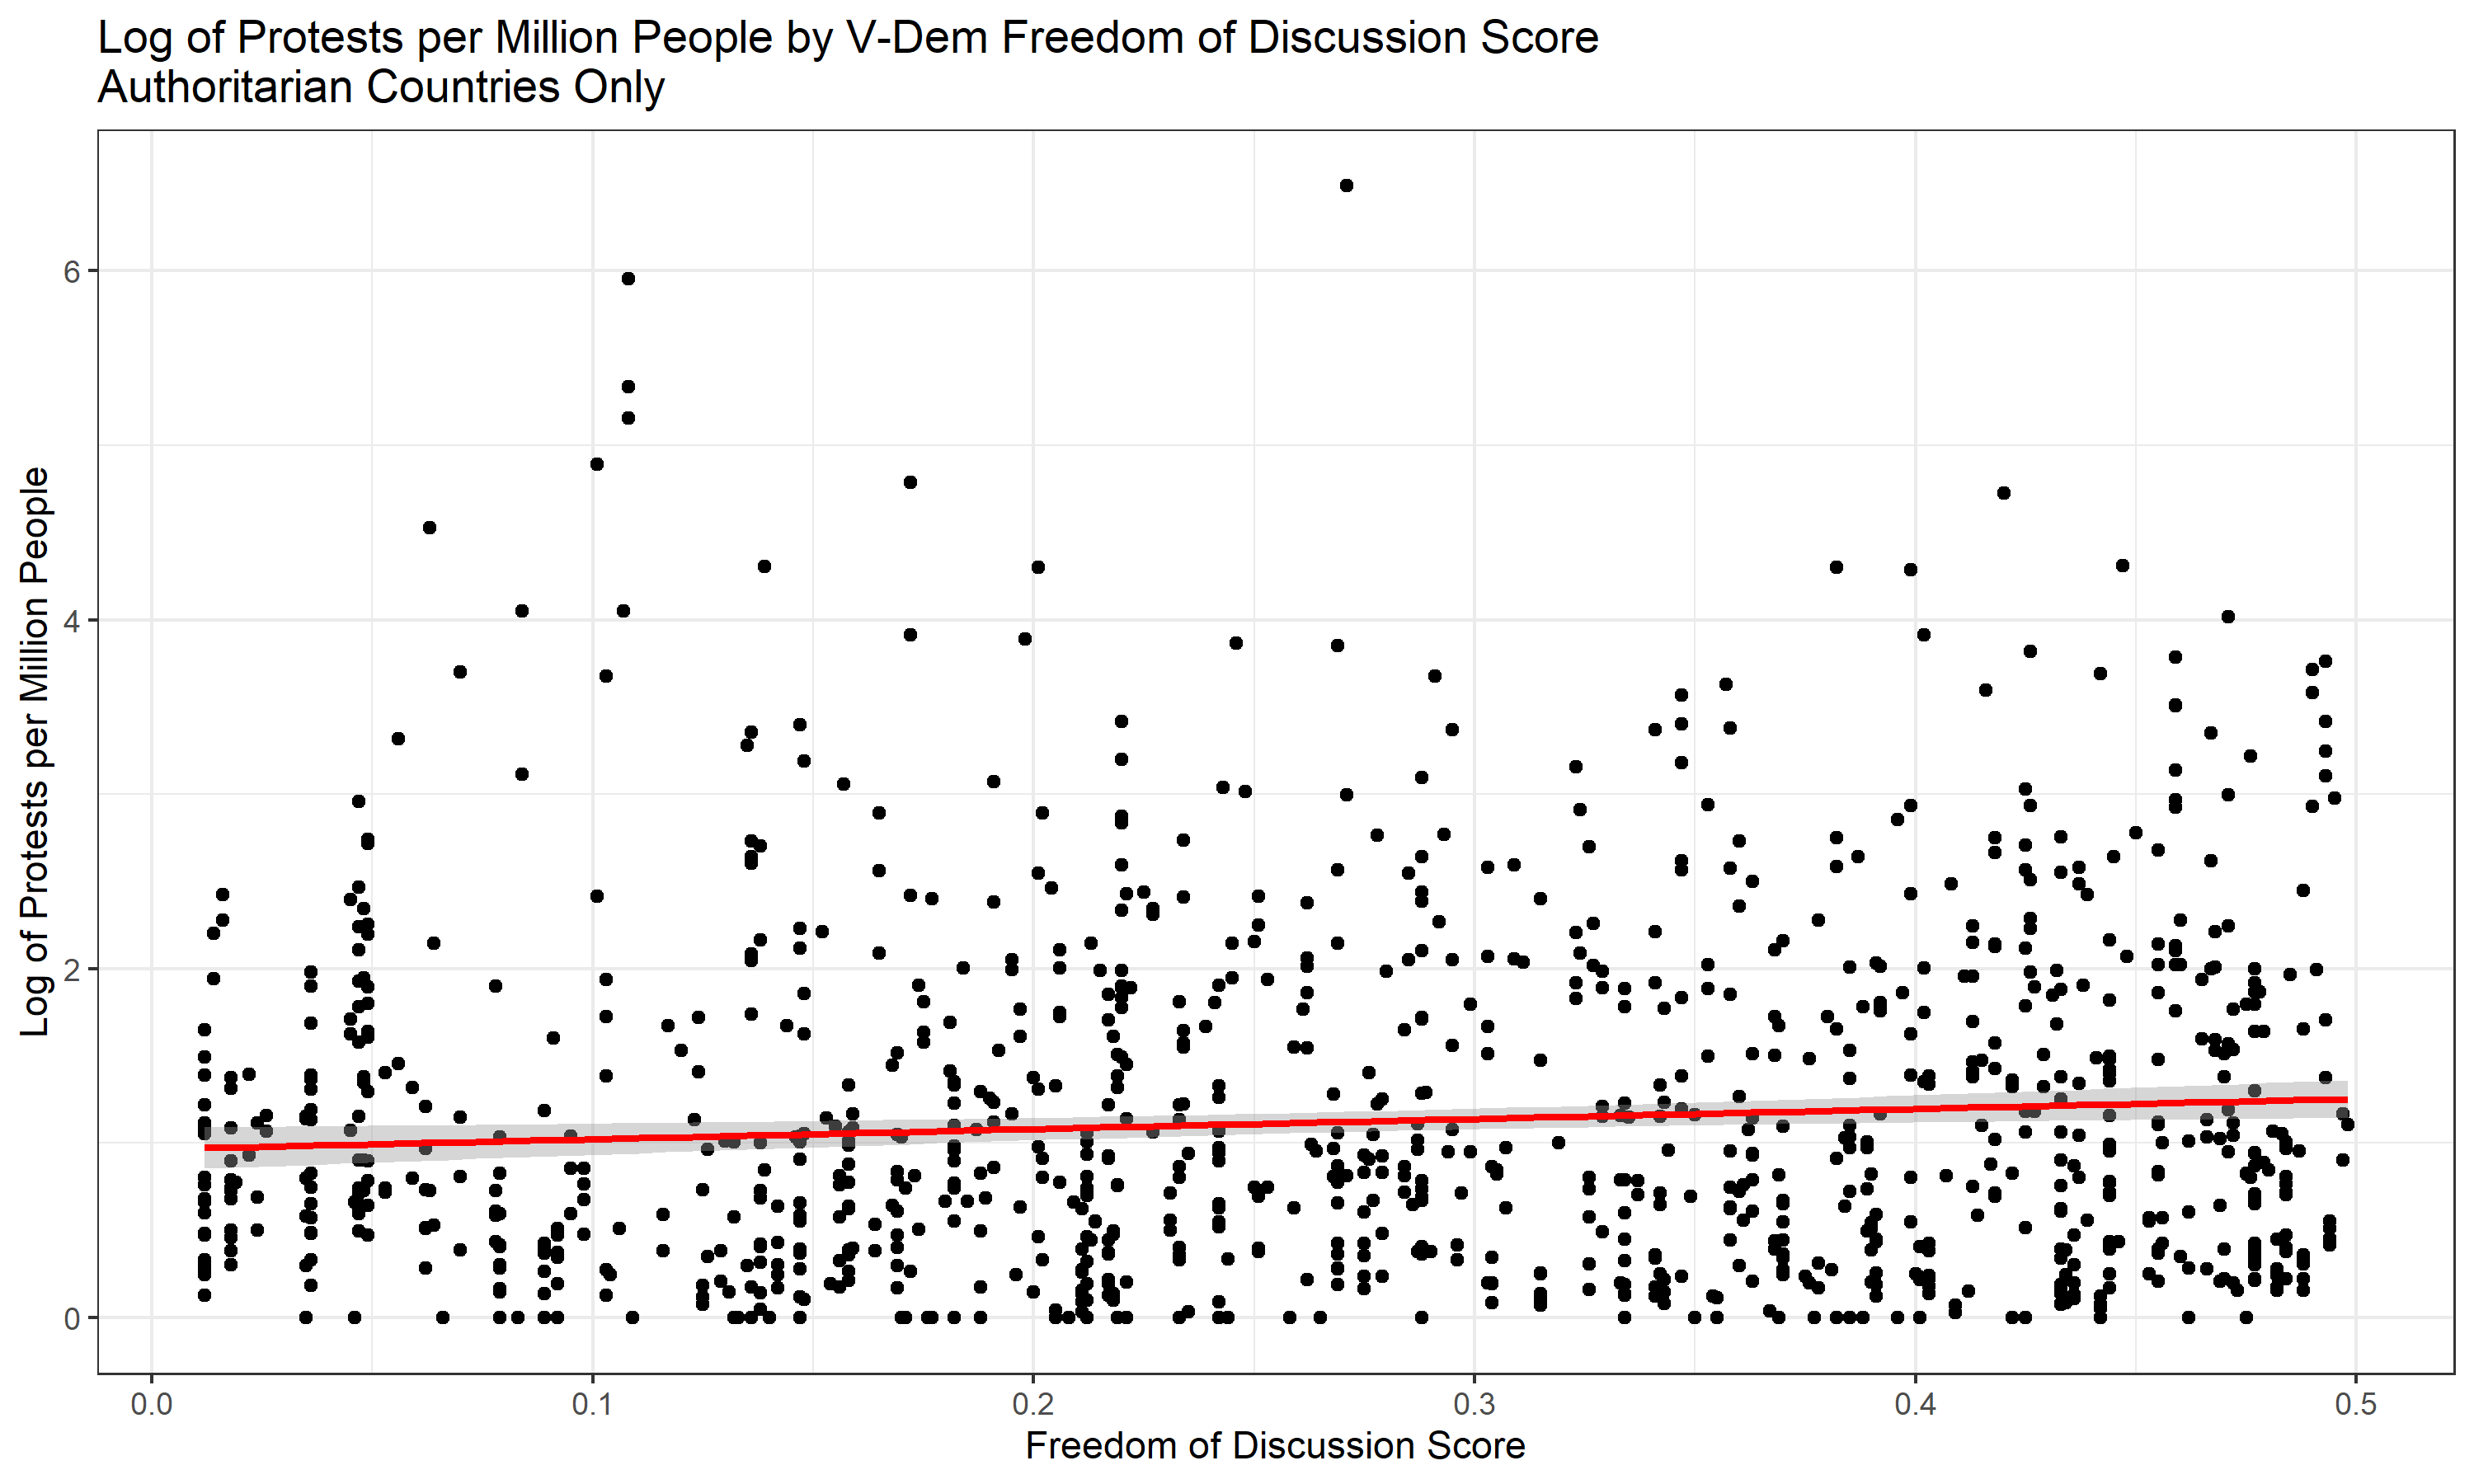 Log of Protests per Million People by V-Dem Freedom of Discussion Score
Authoritarian Countries Only
Log of Protests per Million People
6
4
2
0
0.0
0.1
0.2
0.3
0.4
0.5
Freedom of Discussion Score